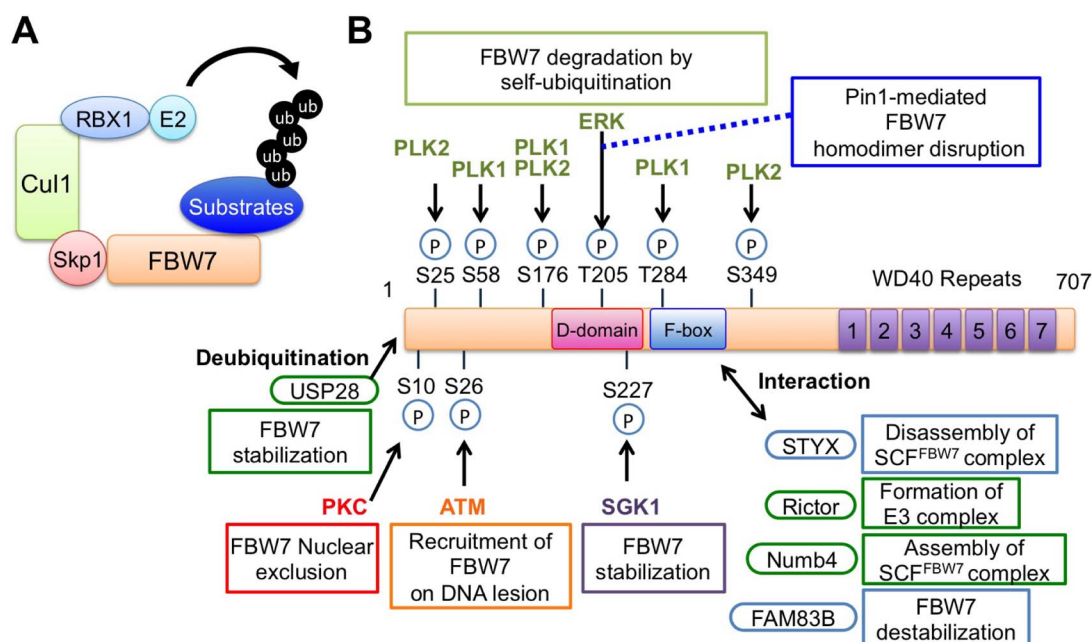 A
RBX1
E2
ub
ub
ub
ub
ub
Cul1
Substrates
Skp1
FBW7
B
FBW7 degradation by
self-ubiquitination
Pin1-mediated
FBW7
homodimer disruption
ERK
PLK2
PLK1
PLK1
PLK2
PLK1
PLK2
P
P
P
P
P
P
S25
S58
S176
T205
T284
S349
1
WD40 Repeats
707
D-domain
F-box
1
2
3
4
5
6
7
Deubiquitination
USP28
FBW7
stabilization
S10
P
S26
P
S227
P
PKC
FBW7 Nuclear
exclusion
ATM
Recruitment of
FBW7
on DNA lesion
SGK1
FBW7
stabilization
Interaction
STYX
Disassembly of
SCFFBW7 complex
Rictor
Formation of
E3 complex
Numb4
Assembly of
SCFFBW7 complex
FAM83B
FBW7
destabilization